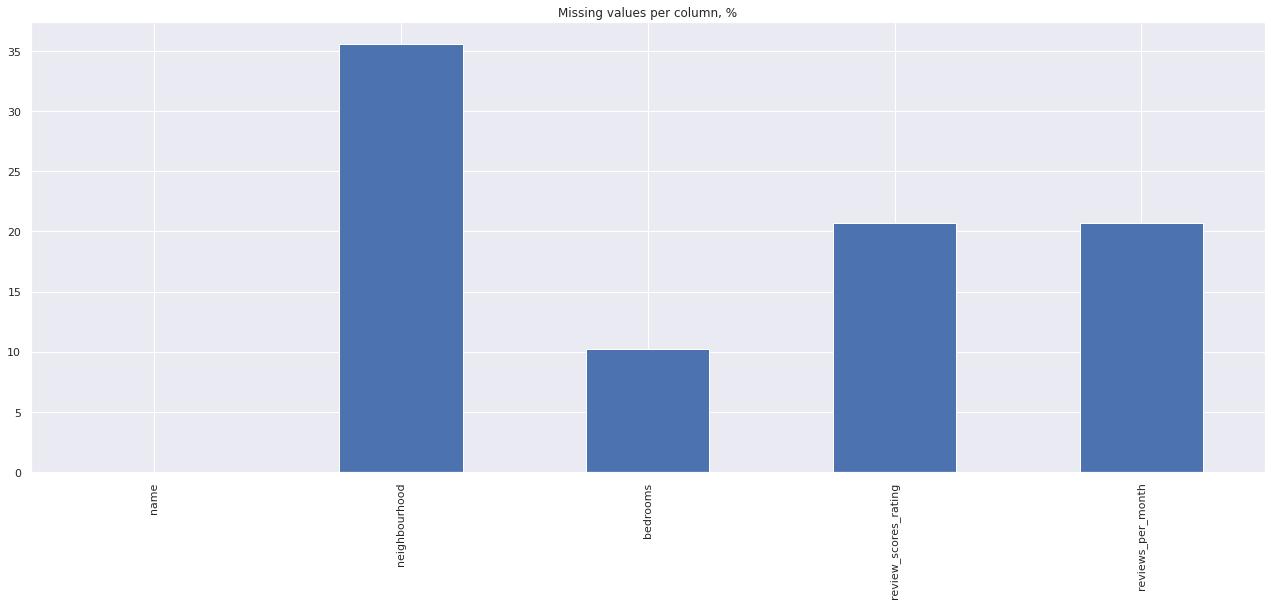 Missing values per column, %
35
30
25
20
15
10
5
0
name
neighbourhood
bedrooms
review_scores_rating
reviews_per_month